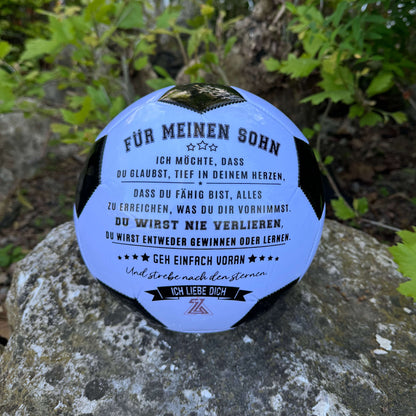 FÜR MEINEN SOHN
ICH MÖCHTE, DASS
DU GLAUBST, TIEF IN DEINEM HERZEN,
DASS DU FÄHIG BIST, ALLES
ZU ERREICHEN, WAS DU DIR VORNIMMST.
DU WIRST NIE VERLIEREN,
DU WIRST ENTWEDER GEWINNEN ODER LERNEN.
GEH EINFACH VORAN
Und strebe nach den sternen.
ICH LIEBE DICH